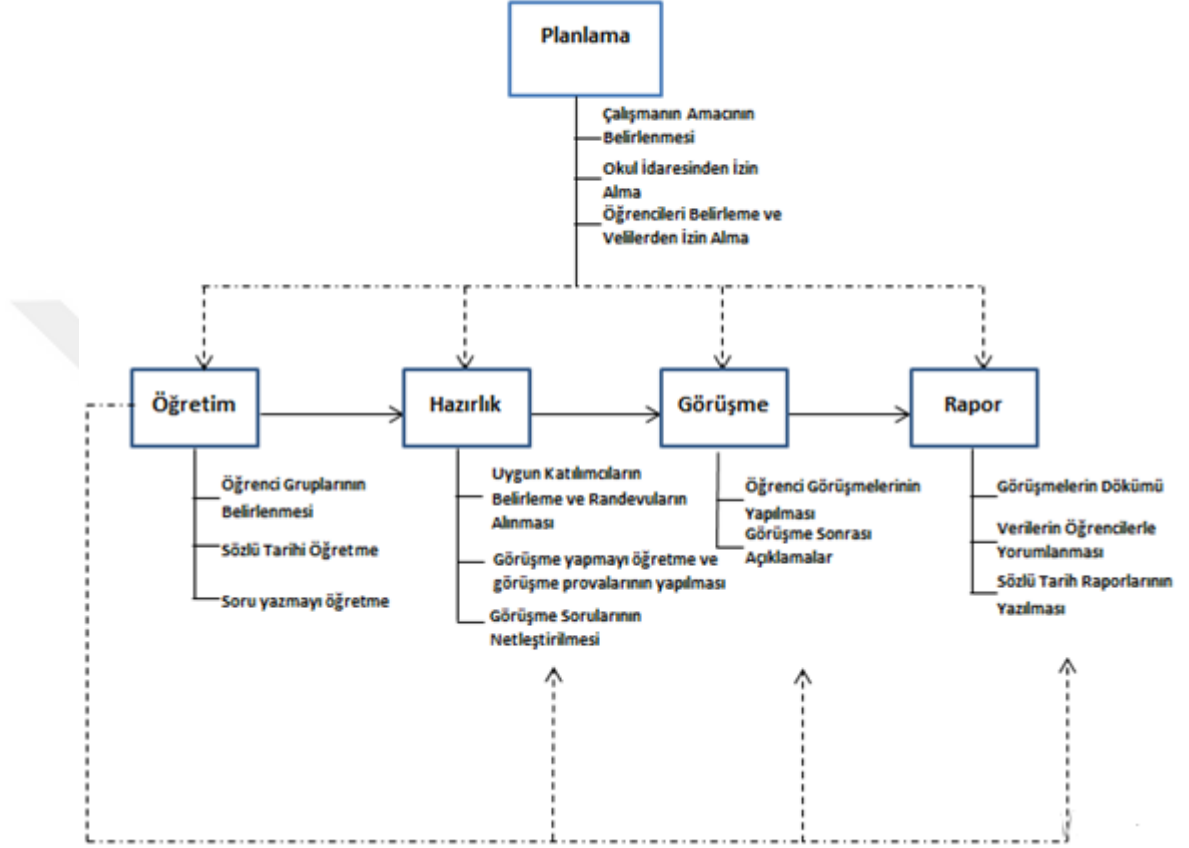 Planlama
Çalışmanın Amacının
Belirlenmesi
Okul İdaresinden İzin
Alma
Öğrencileri Belirleme ve
Velilerden İzin Alma
Öğretim
Hazırlık
Görüşme
Rapor
Öğrenci Gruplarının
Belirlenmesi
Sözlü Tarihi Öğretme
Soru yazmayı öğretme
Uygun Katılımcıların
Belirleme ve Randevuların
Alınması
Görüşme yapmayı öğretme ve
görüşme provalarının yapılması
Görüşme Sorularının
Netleştirilmesi
Öğrenci Görüşmelerinin
Yapılması
Görüşme Sonrası
Açıklamalar
Görüşmelerin Dökümü
Verilerin Öğrencilerle
Yorumlanması
Sözlü Tarih Raporlarının
Yazılması